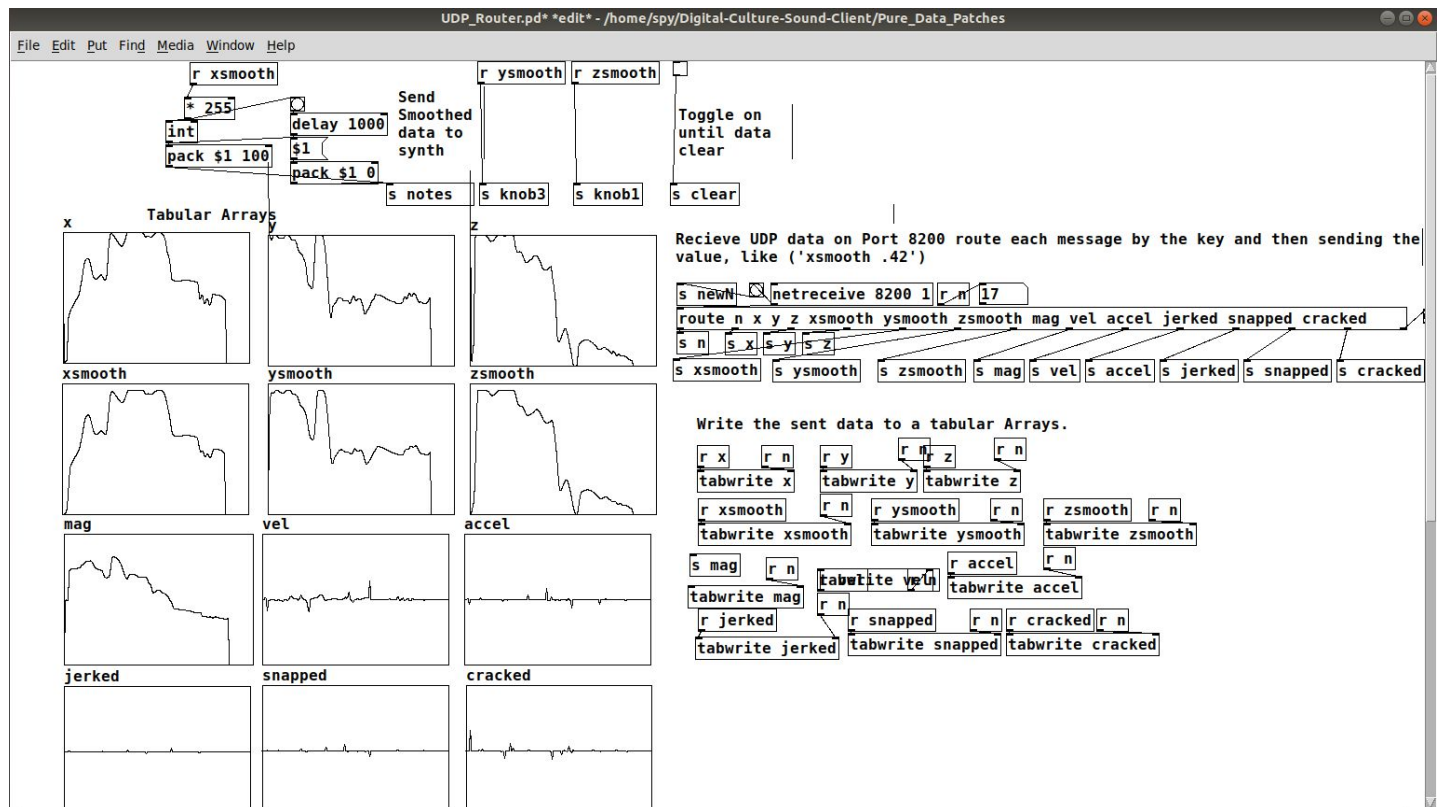 UDP_Router.pd* *edit* - /home/spy/Digital-Culture-Sound-Client/Pure_Data_Patches
File Edit Put Find Media Window Help
r xsmooth
r ysmooth
r zsmooth
* 255
int
pack $1 100
delay 1000
$1
pack $1 0
Send
Smoothed
data to
synth
Toggle on
until data
clear
s notes
s knob3
s knob1
s clear
Tabular Arrays
x
y
z
xsmooth
ysmooth
zsmooth
mag
vel
accel
jerked
snapped
cracked
Recieve UDP data on Port 8200 route each message by the key and then sending the
value, like ('xsmooth .42')
s newN
netreceive 8200 1
r n
17
route n x y z xsmooth ysmooth zsmooth mag vel accel jerked snapped cracked
s n
s x
s y
s z
s xsmooth
s ysmooth
s zsmooth
s mag
s vel
s accel
s jerked
s snapped
s cracked
Write the sent data to a tabular Arrays.
r x
r n
r y
r n
r z
r n
tabwrite x
tabwrite y
tabwrite z
r xsmooth
r n
r ysmooth
r n
r zsmooth
r n
tabwrite xsmooth
tabwrite ysmooth
tabwrite zsmooth
s mag
r n
r accel
r n
tabwrite mag
tabwrite accel
r n
r jerked
r snapped
r n
r cracked
r n
tabwrite jerked
tabwrite snapped
tabwrite cracked